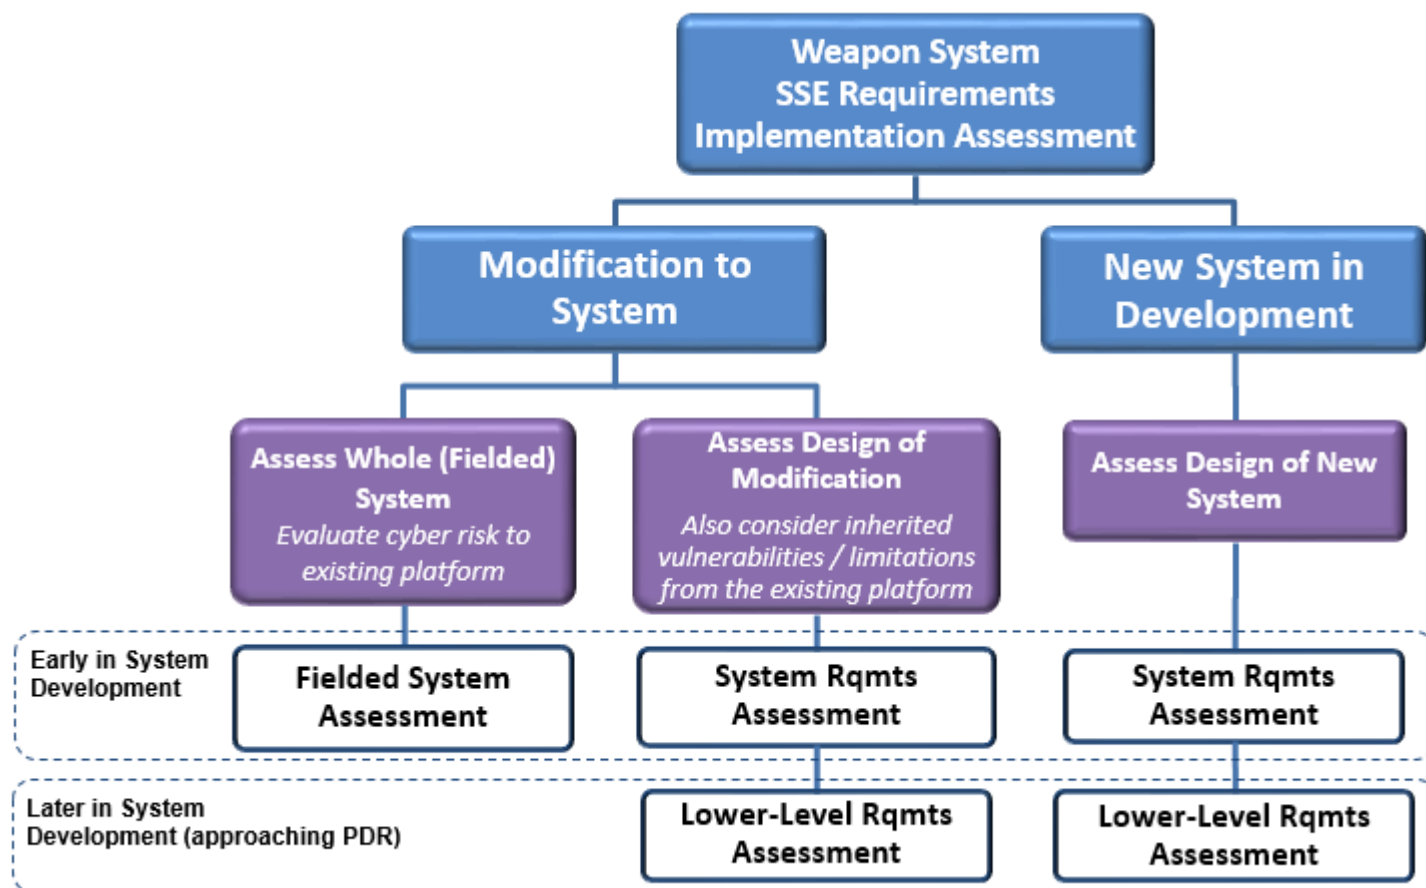 Weapon System
SSE Requirements
Implementation Assessment
Modification to
System
New System in
Development
Assess Whole (Fielded)
System
Evaluate cyber risk to
existing platform
Assess Design of
Modification
Also consider inherited
vulnerabilities / limitations
from the existing platform
Assess Design of New
System
Early in System
Development
Fielded System
Assessment
System Rqmts
Assessment
System Rqmts
Assessment
Later in System
Development (approaching PDR)
Lower-Level Rqmts
Assessment
Lower-Level Rqmts
Assessment